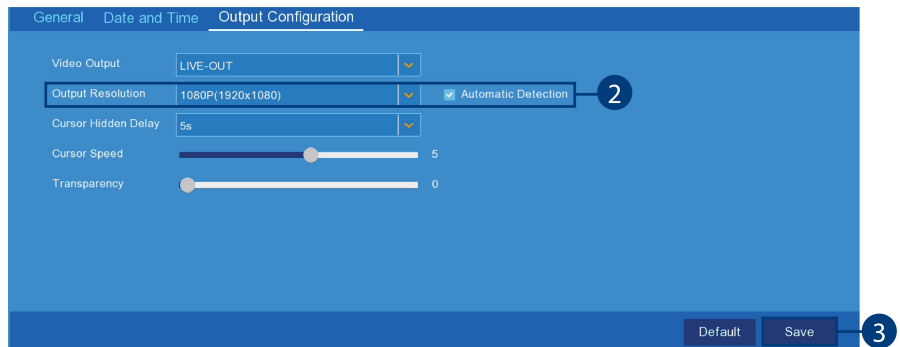 General Date and Time Output Configuration
Video Output LIVE-OUT
Output Resolution 1080P(1920x1080) Automatic Detection 2
Cursor Hidden Delay 5s
Cursor Speed 5
Transparency 0
Default Save 3